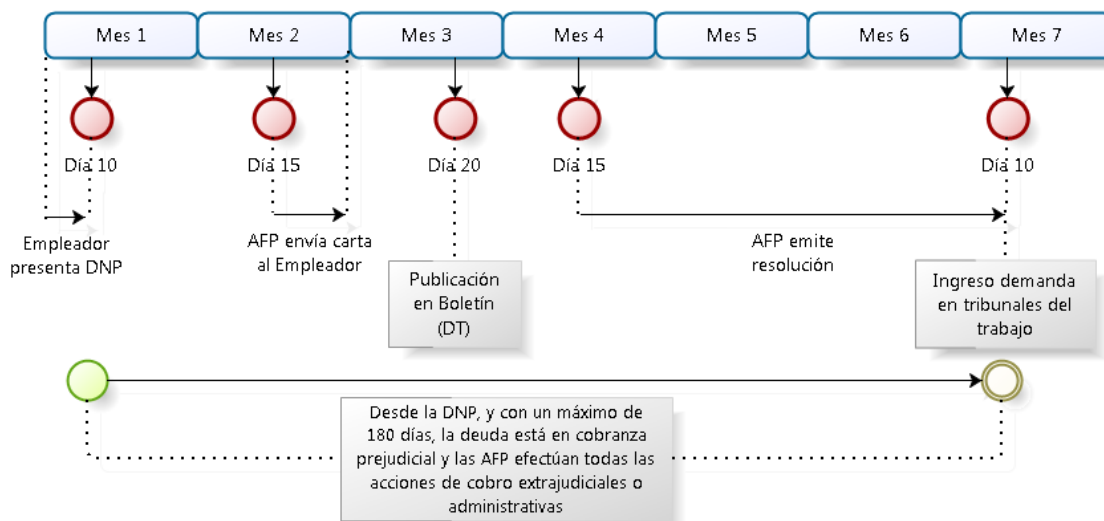 Mes 1
Mes 2
Mes 3
Mes 4
Mes 5
Mes 6
Mes 7
Día 10
Día 15
Día 20
Día 15
Día 10
Empleador
presenta DNP
AFP envía carta
al Empleador
Publicación
en Boletín
(DT)
AFP emite
resolución
Ingreso demanda
en tribunales del
trabajo
Desde la DNP, y con un máximo de
180 días, la deuda está en cobranza
prejudicial y las AFP efectúan todas las
acciones de cobro extrajudiciales o
administrativas